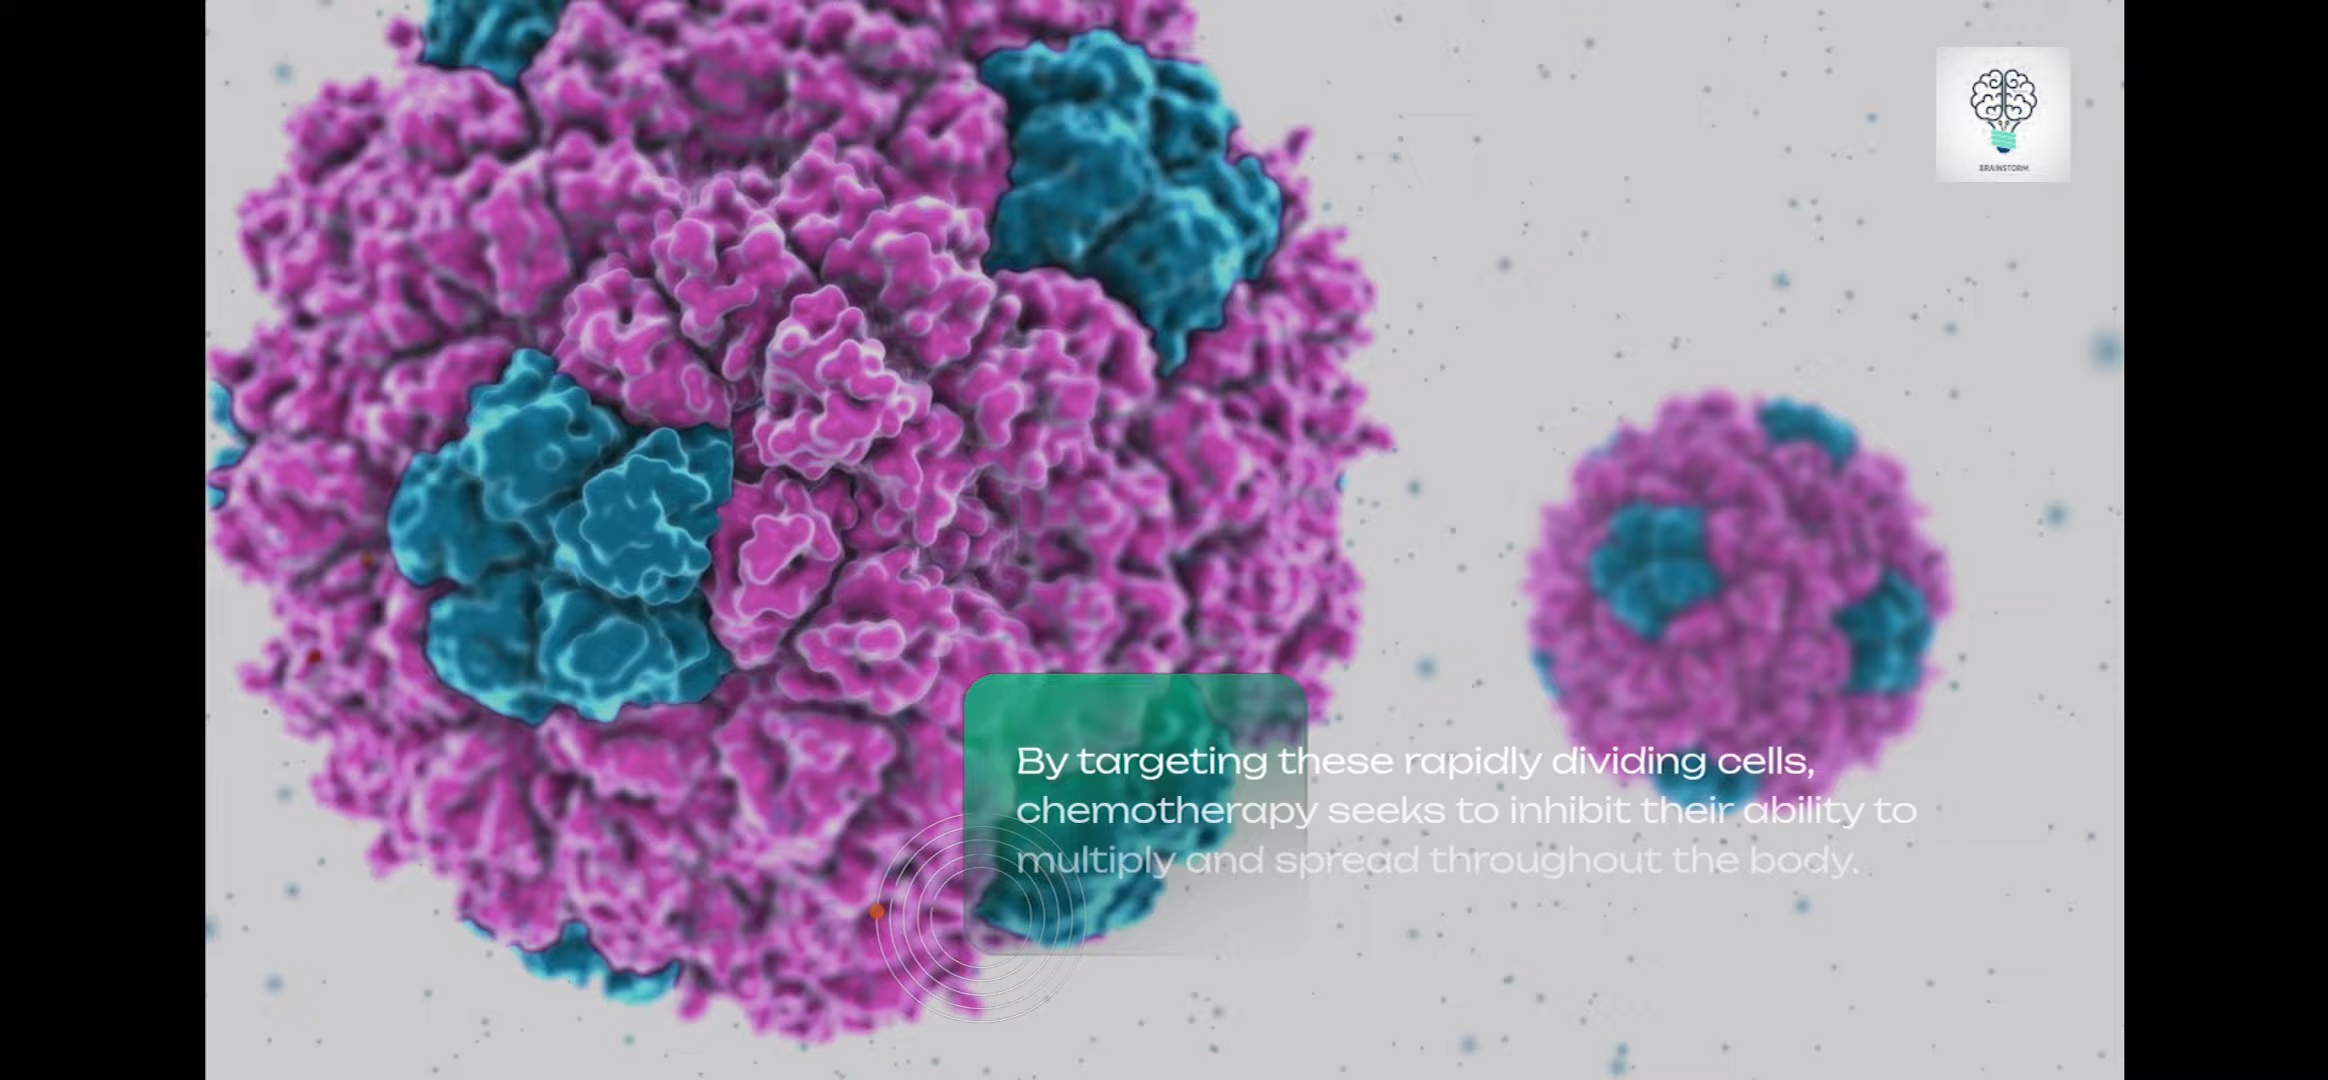 BRAINSTORM
By targeting these rapidly dividing cells,
chemotherapy seeks to inhibit their ability to
multiply and spread throughout the body.